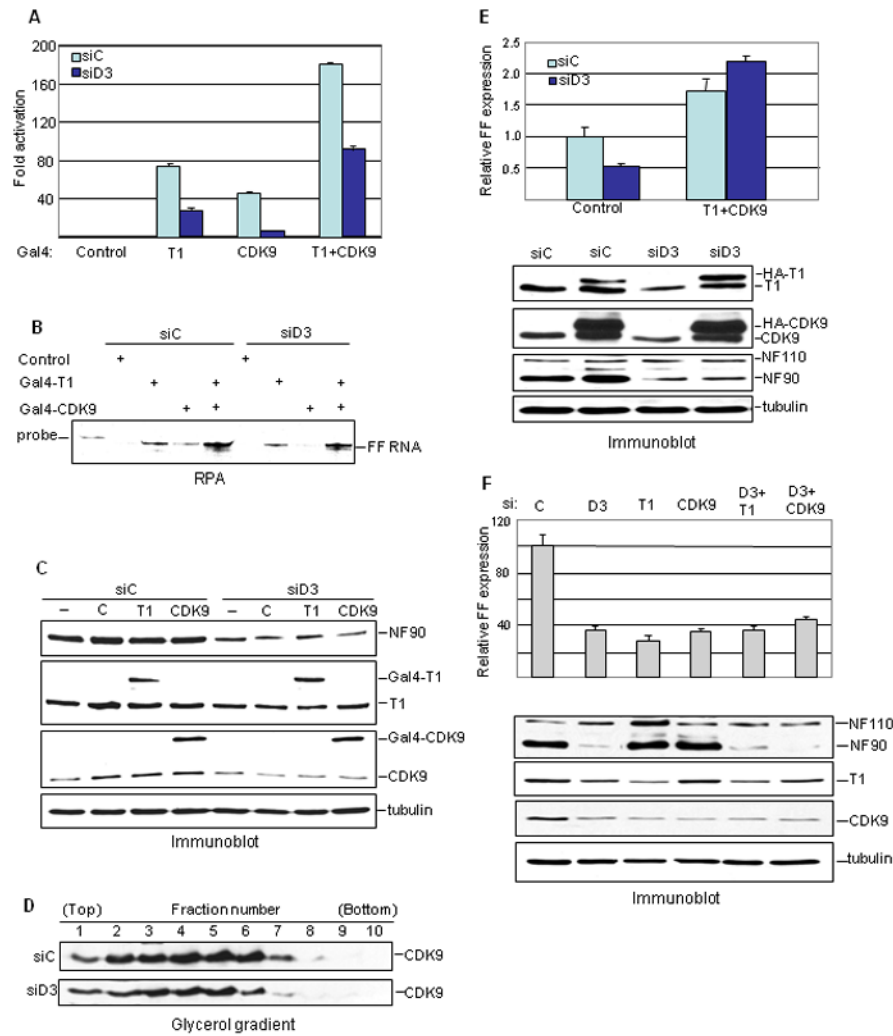 A
200
160
120
80
40
Fold activation
siC
siD3
Gal4: Control T1 CDK9 T1+CDK9
B
siC siD3
Control + +
Gal4-T1 + + + +
Gal4-CDK9 + + + +
probe
FF RNA
RPA
C
siC siD3
– C T1 CDK9 – C T1 CDK9
NF90
Gal4-T1
T1
Gal4-CDK9
CDK9
tubulin
Immunoblot
D
(Top) Fraction number (Bottom)
1 2 3 4 5 6 7 8 9 10
siC CDK9
siD3 CDK9
Glycerol gradient
E
2.5
2.0
1.5
1.0
0.5
Relative FF expression
siC
siD3
Control T1+CDK9
siC siC siD3 siD3
HA-T1
T1
HA-CDK9
CDK9
NF110
NF90
tubulin
Immunoblot
F
si: C D3 T1 CDK9 D3+ T1 D3+ CDK9
120
80
40
Relative FF expression
NF110
NF90
T1
CDK9
tubulin
Immunoblot